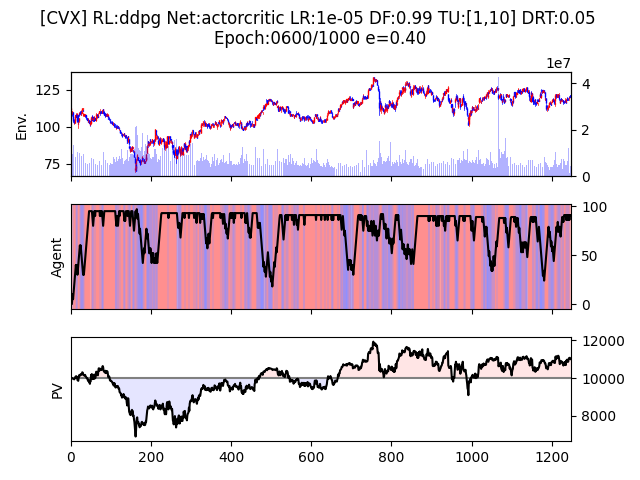 [CVX] RL:ddpg Net:actorcritic LR:1e-05 DF:0.99 TU:[1,10] DRT:0.05
Epoch:0600/1000 e=0.40
1e7
Env.
125
100
75
4
2
0
Agent
100
50
0
PV
12000
10000
8000
0 200 400 600 800 1000 1200